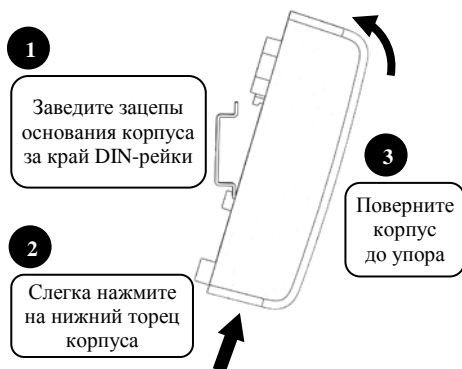 1
Заведите зацепы
основания корпуса
за край DIN-рейки
2
Слегка нажмите
на нижний торец
корпуса
3
Поверните
корпус
до упора